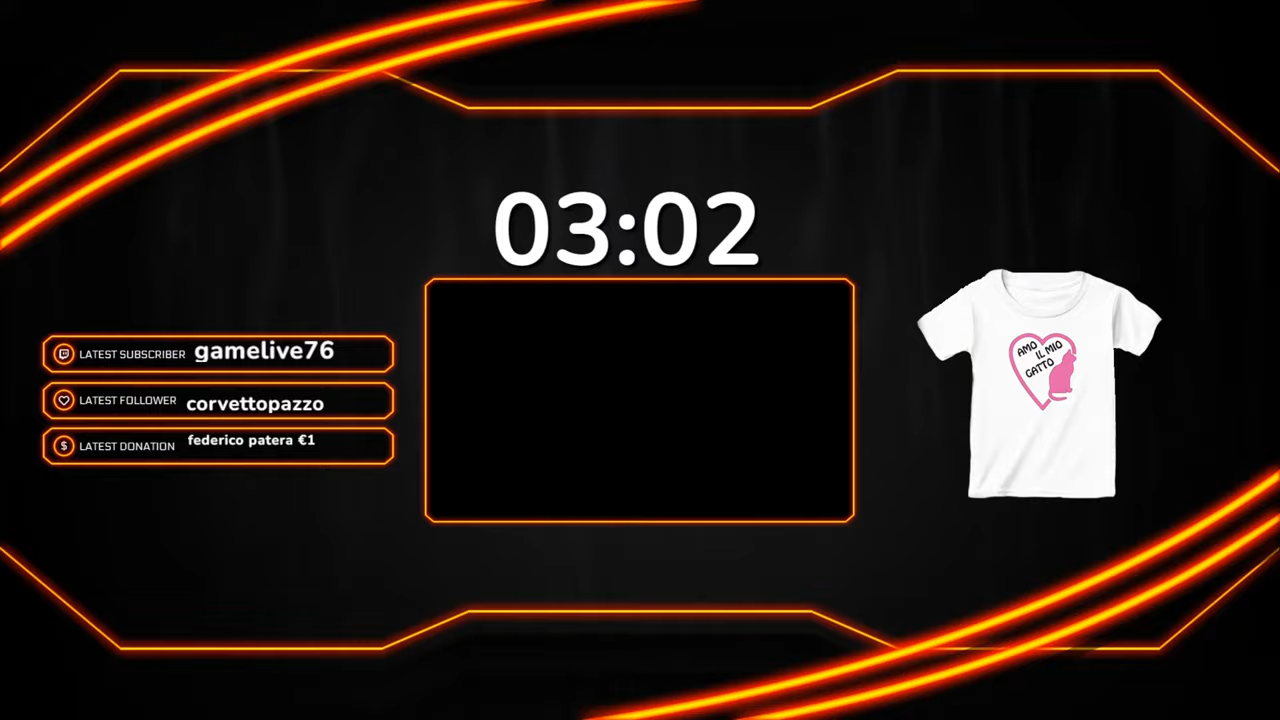 03:02
LATEST SUBSCRIBER gamelive76
LATEST FOLLOWER corvettopazzo
LATEST DONATION federico patera €1
AMO
IL MIO
GATTO